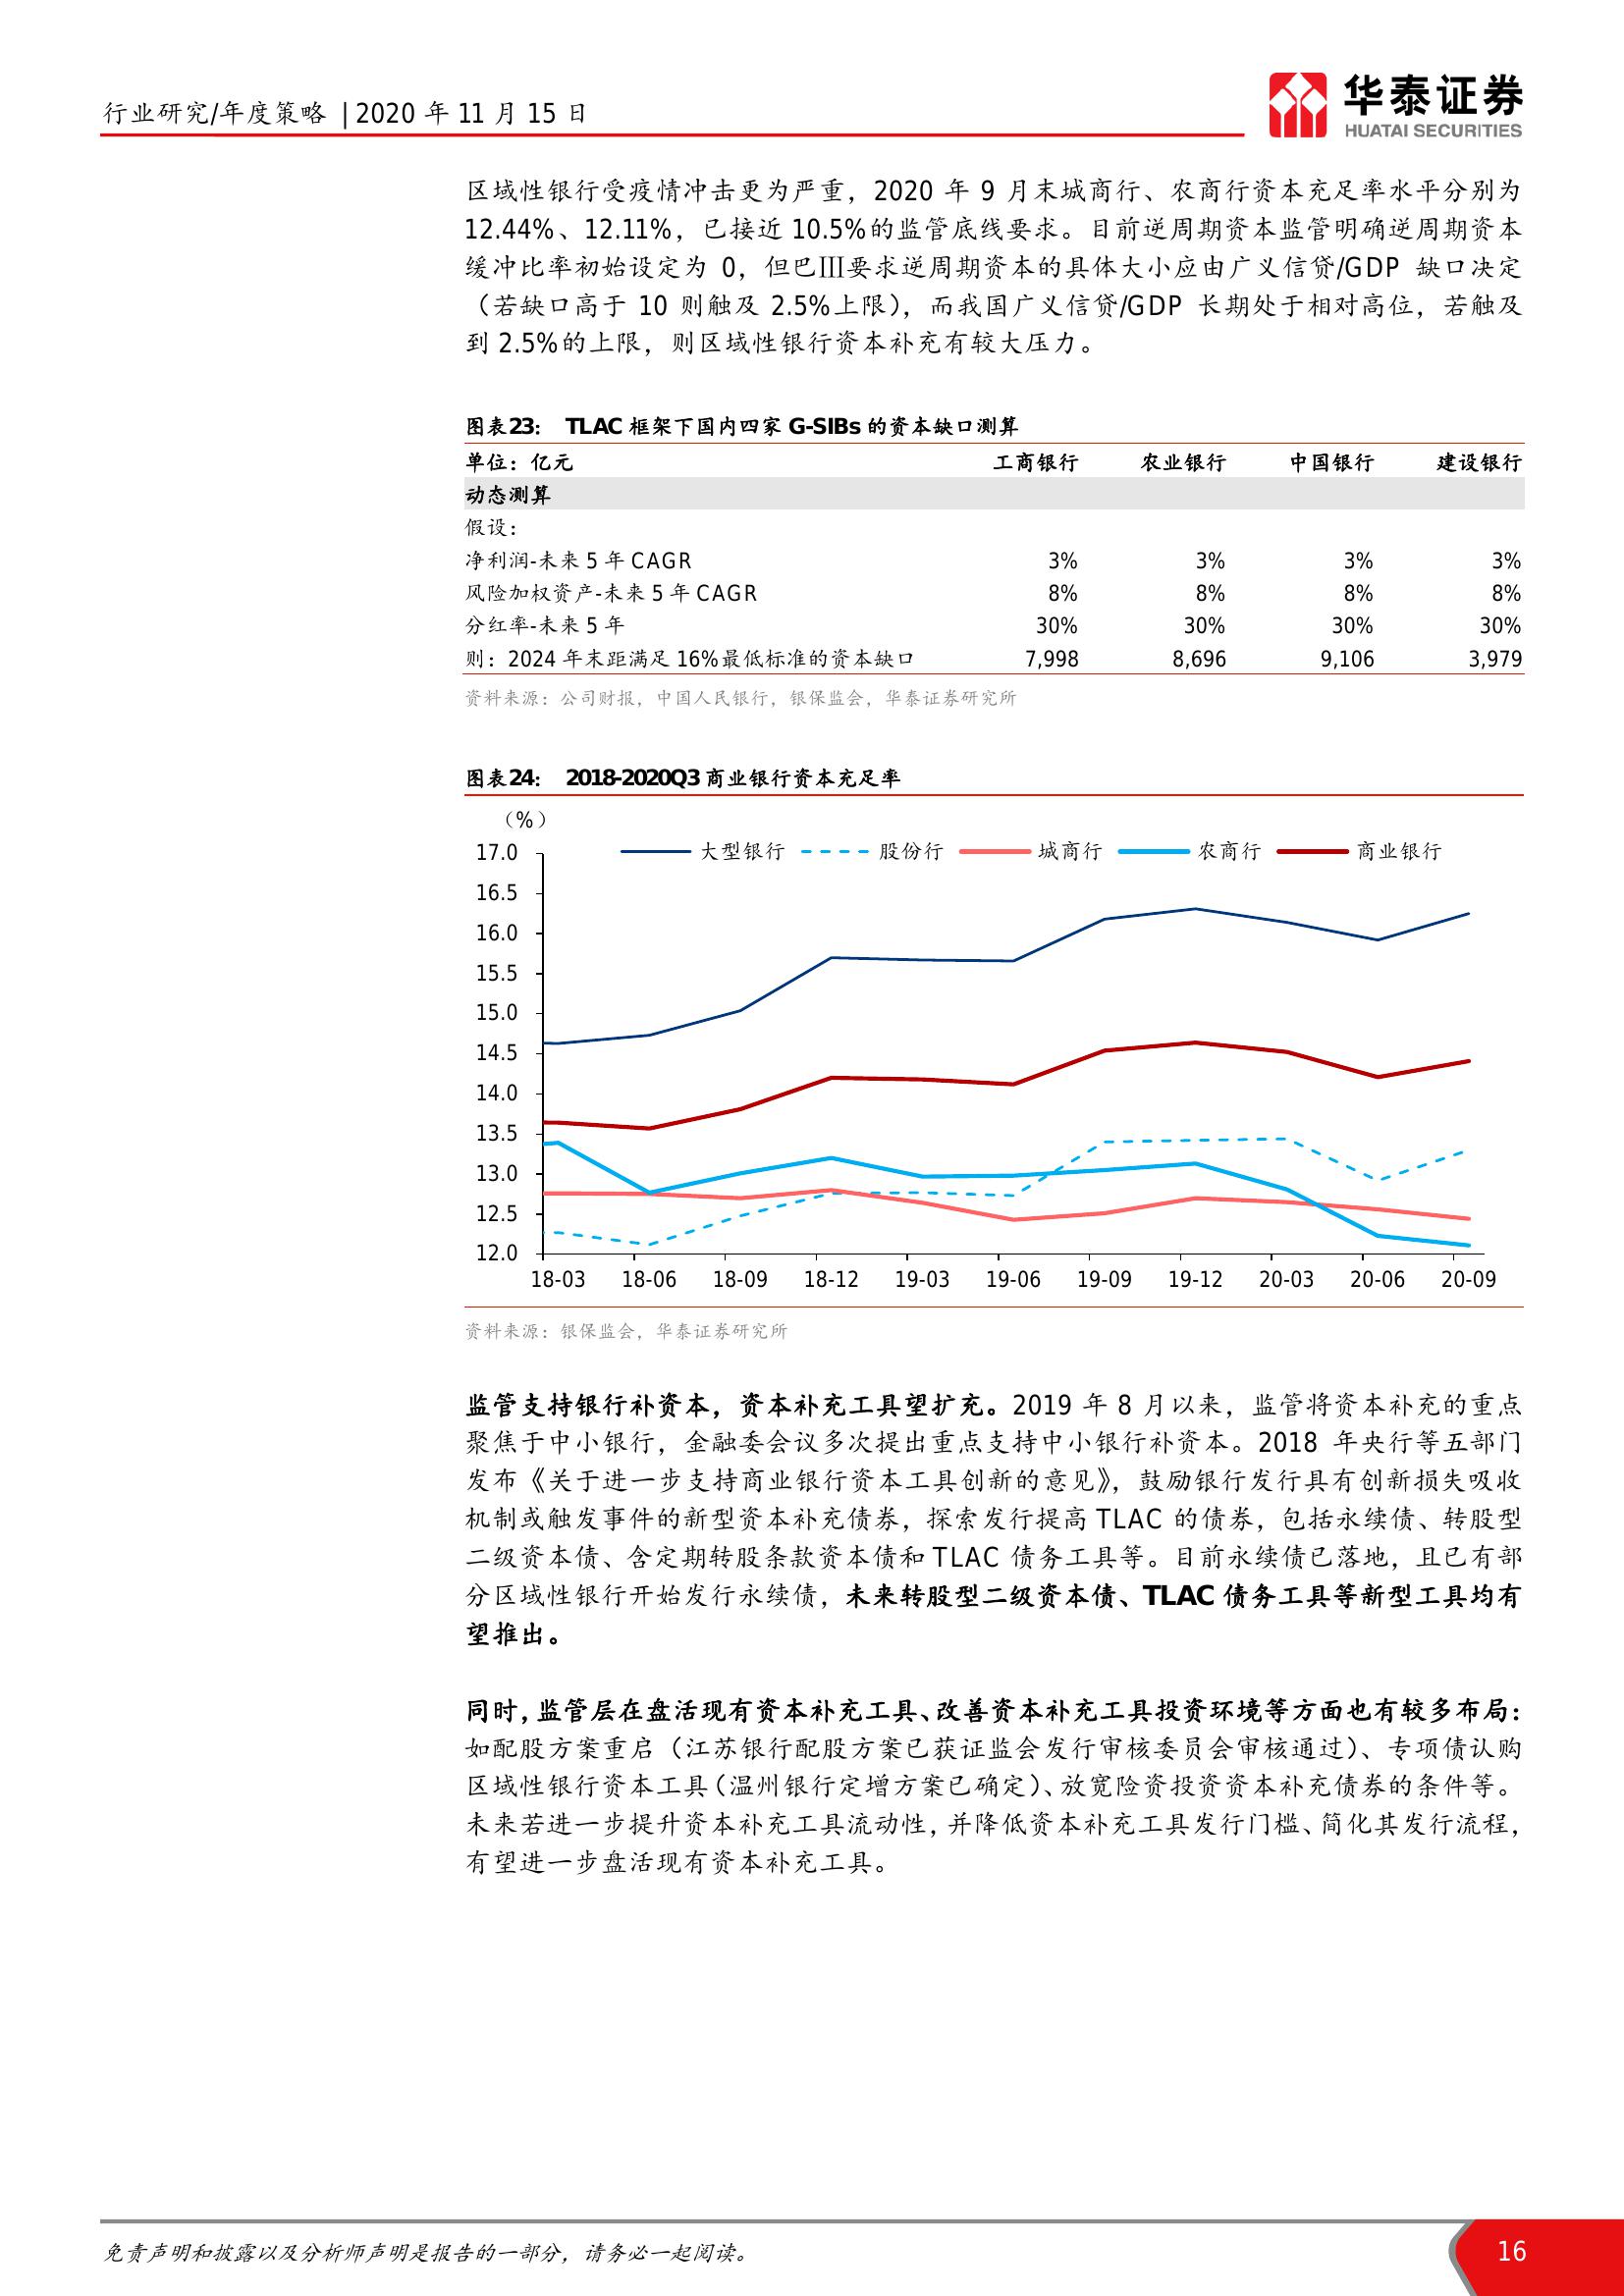 行业研究/年度策略 | 2020 年 11 月 15 日
华泰证券
HUATAI SECURITIES
区域性银行受疫情冲击更为严重，2020 年 9 月末城商行、农商行资本充足率水平分别为
12.44%、12.11%，已接近 10.5%的监管底线要求。目前逆周期资本监管明确逆周期资本
缓冲比率初始设定为 0，但巴Ⅲ要求逆周期资本的具体大小应由广义信贷/GDP 缺口决定
（若缺口高于 10 则触及 2.5%上限），而我国广义信贷/GDP 长期处于相对高位，若触及
到 2.5%的上限，则区域性银行资本补充有较大压力。
图表23： TLAC 框架下国内四家 G-SIBs 的资本缺口测算
单位：亿元 工商银行 农业银行 中国银行 建设银行
动态测算
假设：
净利润-未来 5 年 CAGR 3% 3% 3% 3%
风险加权资产-未来 5 年 CAGR 8% 8% 8% 8%
分红率-未来 5 年 30% 30% 30% 30%
则：2024 年末距满足 16%最低标准的资本缺口 7,998 8,696 9,106 3,979
资料来源：公司财报，中国人民银行，银保监会，华泰证券研究所
图表24： 2018-2020Q3 商业银行资本充足率
（%）
大型银行 股份行 城商行 农商行 商业银行
17.0
16.5
16.0
15.5
15.0
14.5
14.0
13.5
13.0
12.5
12.0
18-03 18-06 18-09 18-12 19-03 19-06 19-09 19-12 20-03 20-06 20-09
资料来源：银保监会，华泰证券研究所
监管支持银行补资本，资本补充工具望扩充。2019 年 8 月以来，监管将资本补充的重点
聚焦于中小银行，金融委会议多次提出重点支持中小银行补资本。2018 年央行等五部门
发布《关于进一步支持商业银行资本工具创新的意见》，鼓励银行发行具有创新损失吸收
机制或触发事件的新型资本补充债券，探索发行提高 TLAC 的债券，包括永续债、转股型
二级资本债、含定期转股条款资本债和 TLAC 债务工具等。目前永续债已落地，且已有部
分区域性银行开始发行永续债，未来转股型二级资本债、TLAC 债务工具等新型工具均有
望推出。
同时，监管层在盘活现有资本补充工具、改善资本补充工具投资环境等方面也有较多布局：
如配股方案重启（江苏银行配股方案已获证监会发行审核委员会审核通过）、专项债认购
区域性银行资本工具（温州银行定增方案已确定）、放宽险资投资资本补充债券的条件等。
未来若进一步提升资本补充工具流动性，并降低资本补充工具发行门槛、简化其发行流程，
有望进一步盘活现有资本补充工具。
免责声明和披露以及分析师声明是报告的一部分，请务必一起阅读。
16